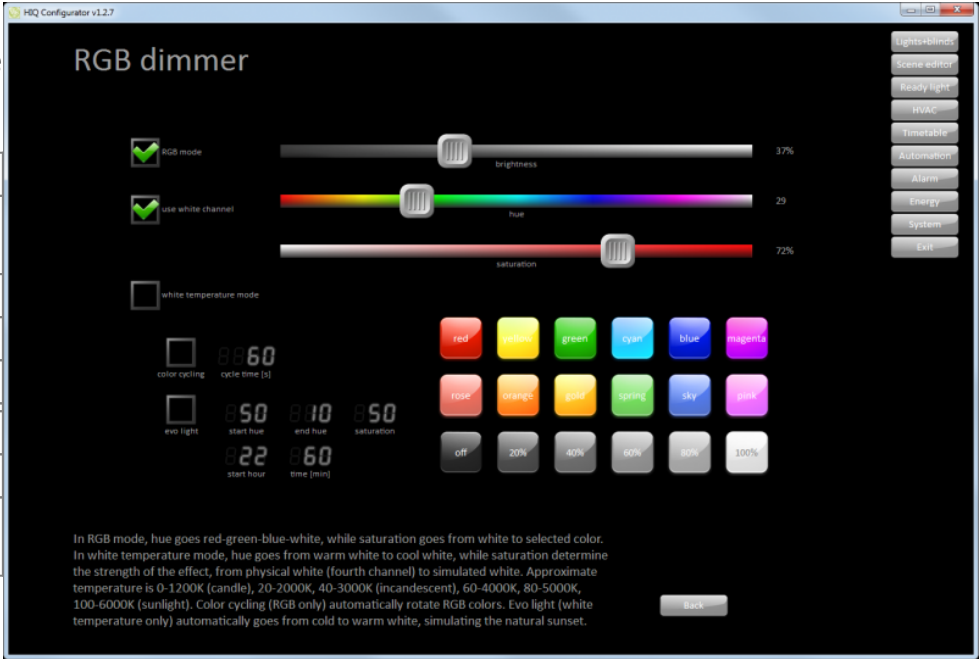 HIQ Configurator v1.2.7
RGB dimmer
Lights+blinds
Scene editor
Ready light
HVAC
Timetable
Automation
Alarm
Energy
System
Exit
RGB mode
brightness
37%
use white channel
hue
29
saturation
72%
white temperature mode
red yellow green cyan blue magenta
color cycling
60
cycle time [s]
rose orange gold spring sky pink
evo light
50 10 50
start hue end hue saturation
off 20% 40% 60% 80% 100%
22 60
start hour time [min]
In RGB mode, hue goes red-green-blue-white, while saturation goes from white to selected color.
In white temperature mode, hue goes from warm white to cool white, while saturation determine
the strength of the effect, from physical white (fourth channel) to simulated white. Approximate
temperature is 0-1200K (candle), 20-2000K, 40-3000K (incandescent), 60-4000K, 80-5000K,
100-6000K (sunlight). Color cycling (RGB only) automatically rotate RGB colors. Evo light (white
temperature only) automatically goes from cold to warm white, simulating the natural sunset.
Back